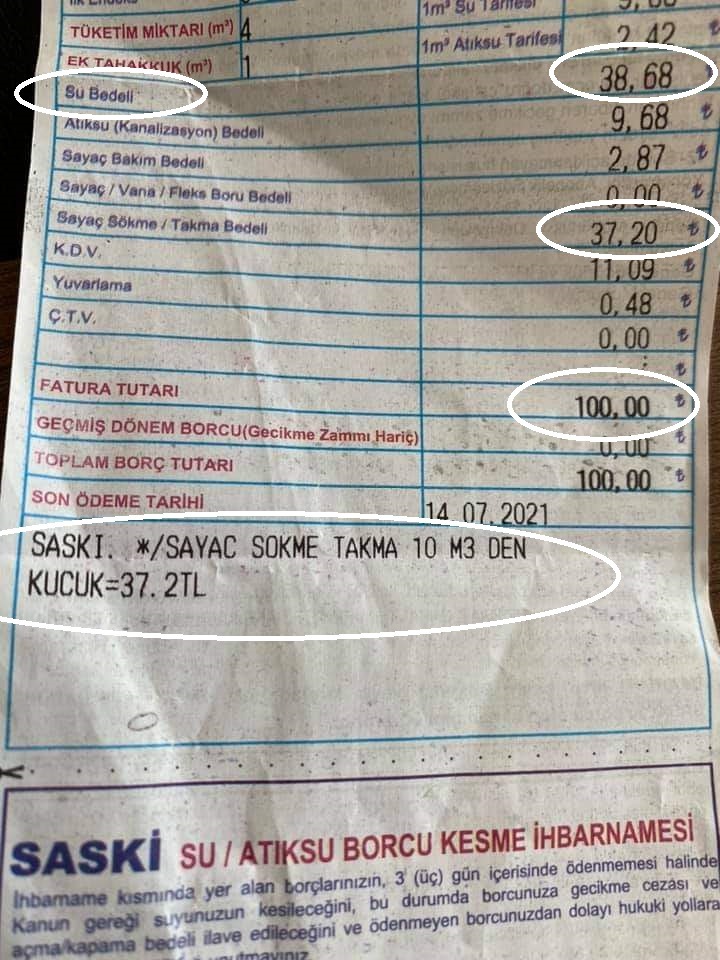 İlk Endeks
1m³ Su Tarifesi
TÜKETİM MİKTARI (m³) 4
1m³ Atıksu Tarifesi 2,42 ₺
EK TAHAKKUK (m³) 1
Su Bedeli 38,68 ₺
Atıksu (Kanalizasyon) Bedeli 9,68 ₺
Sayaç Bakım Bedeli 2,87 ₺
Sayaç / Vana / Fleks Boru Bedeli 0,00 ₺
Sayaç Sökme / Takma Bedeli 37,20 ₺
K.D.V. 11,09 ₺
Yuvarlama 0,48 ₺
Ç.T.V. 0,00 ₺
: ₺
FATURA TUTARI 100,00 ₺
GEÇMİŞ DÖNEM BORCU(Gecikme Zammı Hariç) 0,00 ₺
TOPLAM BORÇ TUTARI 100,00 ₺
SON ÖDEME TARİHİ 14.07.2021
SASKI. */SAYAC SOKME TAKMA 10 M3 DEN
KUCUK=37.2TL
SASKİ SU / ATIKSU BORCU KESME İHBARNAMESİ
İhbarname kısmında yer alan borçlarınızın, 3 (üç) gün içerisinde ödenmemesi halinde
Kanun gereği suyunuzun kesileceğini, bu durumda borcunuza gecikme cezası ve
açma/kapama bedeli ilave edileceğini ve ödenmeyen borcunuzdan dolayı hukuki yollara
unutmayınız.